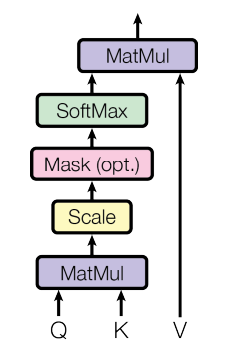 MatMul
SoftMax
Mask (opt.)
Scale
MatMul
Q K V